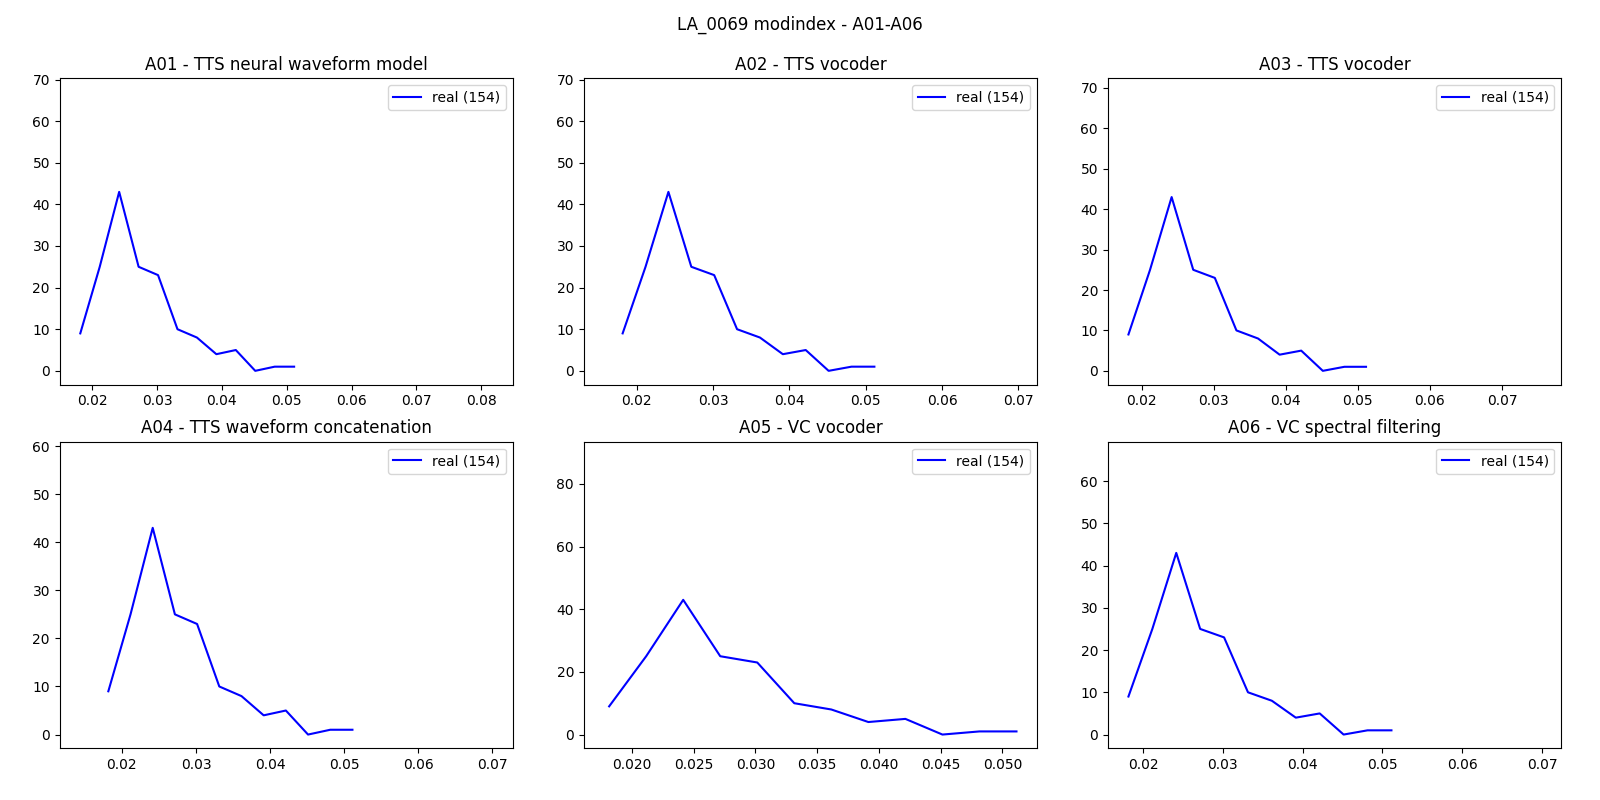 LA_0069 modindex - A01-A06
A01 - TTS neural waveform model
70
60
50
40
30
20
10
0
real (154)
0.02 0.03 0.04 0.05 0.06 0.07 0.08
A02 - TTS vocoder
70
60
50
40
30
20
10
0
real (154)
0.02 0.03 0.04 0.05 0.06 0.07
A03 - TTS vocoder
70
60
50
40
30
20
10
0
real (154)
0.02 0.03 0.04 0.05 0.06 0.07
A04 - TTS waveform concatenation
60
50
40
30
20
10
0
real (154)
0.02 0.03 0.04 0.05 0.06 0.07
A05 - VC vocoder
80
60
40
20
0
real (154)
0.020 0.025 0.030 0.035 0.040 0.045 0.050
A06 - VC spectral filtering
60
50
40
30
20
10
0
real (154)
0.02 0.03 0.04 0.05 0.06 0.07